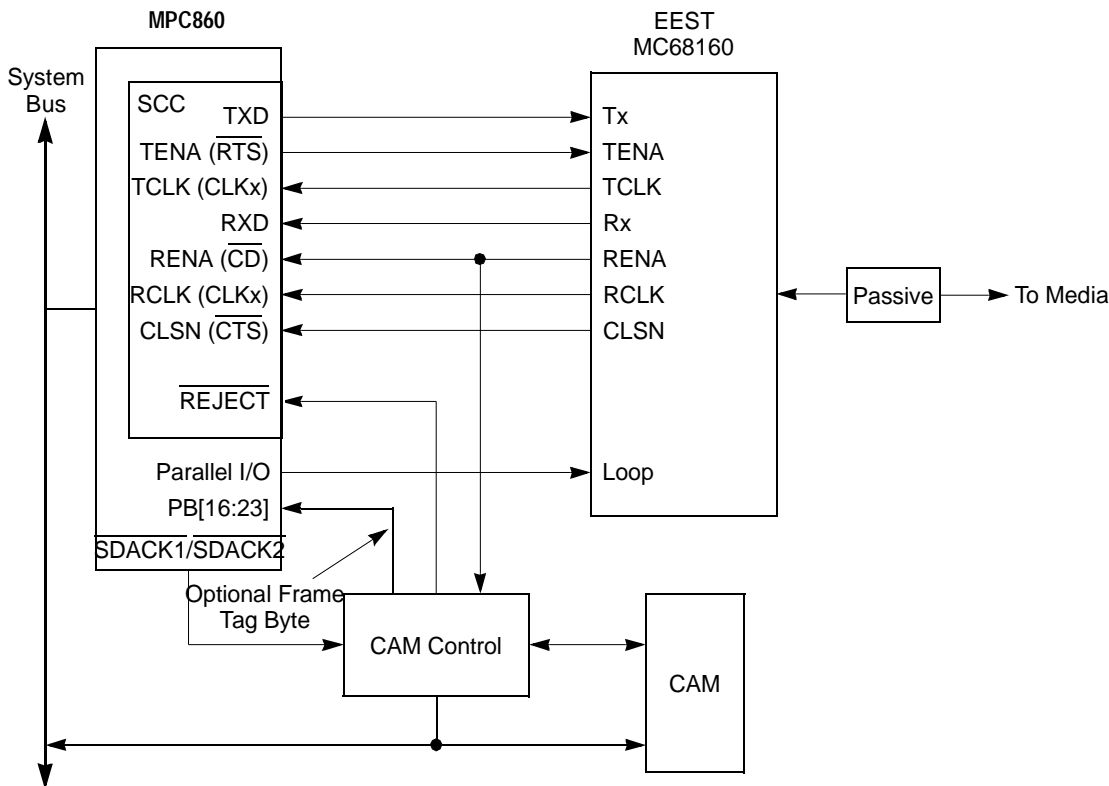 MPC860
EEST
MC68160
System
Bus
SCC
TXD
TENA (RTS)
TCLK (CLKx)
RXD
RENA (CD)
RCLK (CLKx)
CLSN (CTS)
REJECT
Parallel I/O
PB[16:23]
SDACK1/SDACK2
Tx
TENA
TCLK
Rx
RENA
RCLK
CLSN
Loop
Passive
To Media
Optional Frame
Tag Byte
CAM Control
CAM